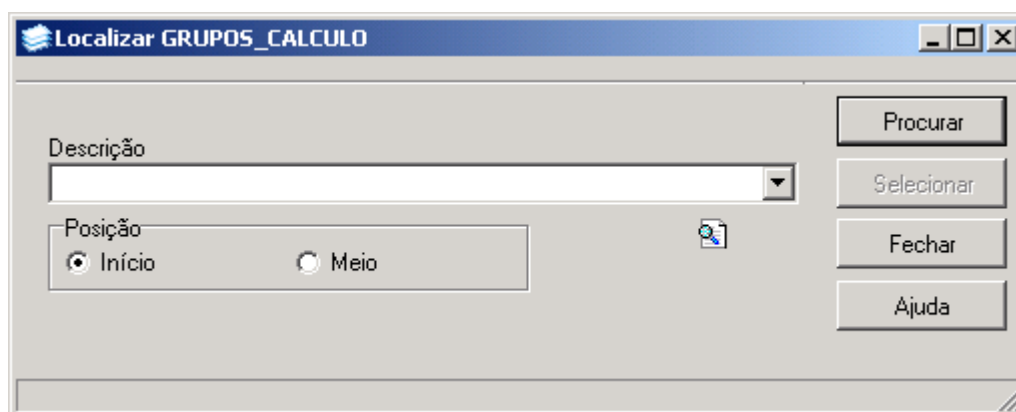 Localizar GRUPOS_CALCULO
Procurar
Descrição
Selecionar
Posição
Início
Meio
Fechar
Ajuda